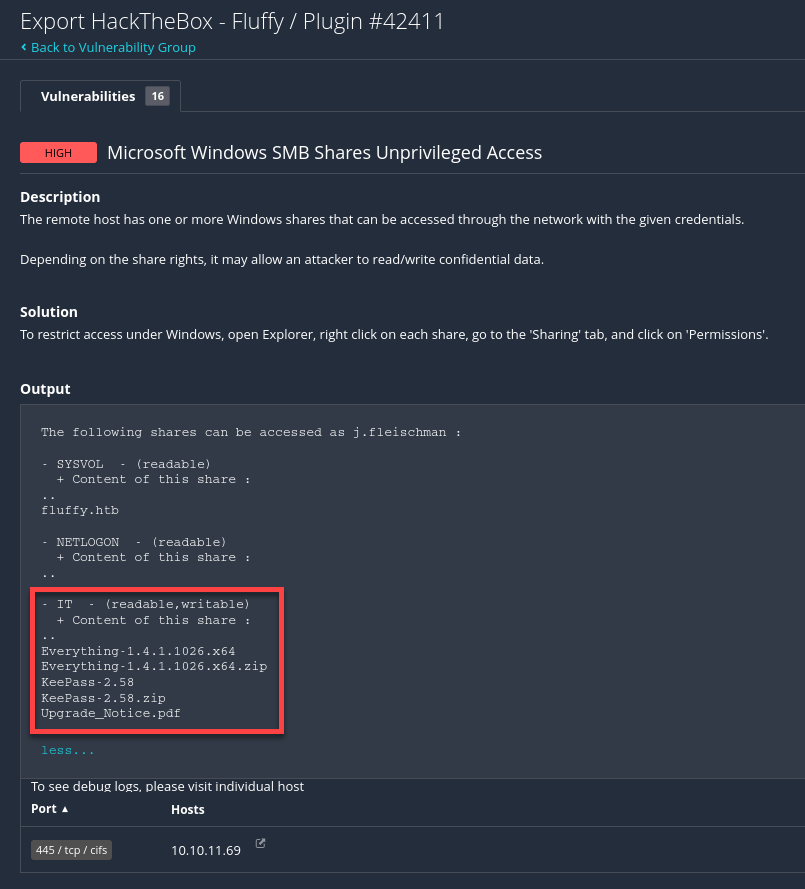 Export HackTheBox - Fluffy / Plugin #42411
Back to Vulnerability Group
Vulnerabilities 16
HIGH Microsoft Windows SMB Shares Unprivileged Access
Description
The remote host has one or more Windows shares that can be accessed through the network with the given credentials.
Depending on the share rights, it may allow an attacker to read/write confidential data.
Solution
To restrict access under Windows, open Explorer, right click on each share, go to the 'Sharing' tab, and click on 'Permissions'.
Output
The following shares can be accessed as j.fleischman :
- SYSVOL  - (readable)
+ Content of this share :
..
fluffy.htb
- NETLOGON  - (readable)
+ Content of this share :
..
- IT  - (readable,writable)
+ Content of this share :
..
Everything-1.4.1.1026.x64
Everything-1.4.1.1026.x64.zip
KeePass-2.58
KeePass-2.58.zip
Upgrade_Notice.pdf
less...
To see debug logs, please visit individual host
Port ▲ Hosts
445 / tcp / cifs 10.10.11.69